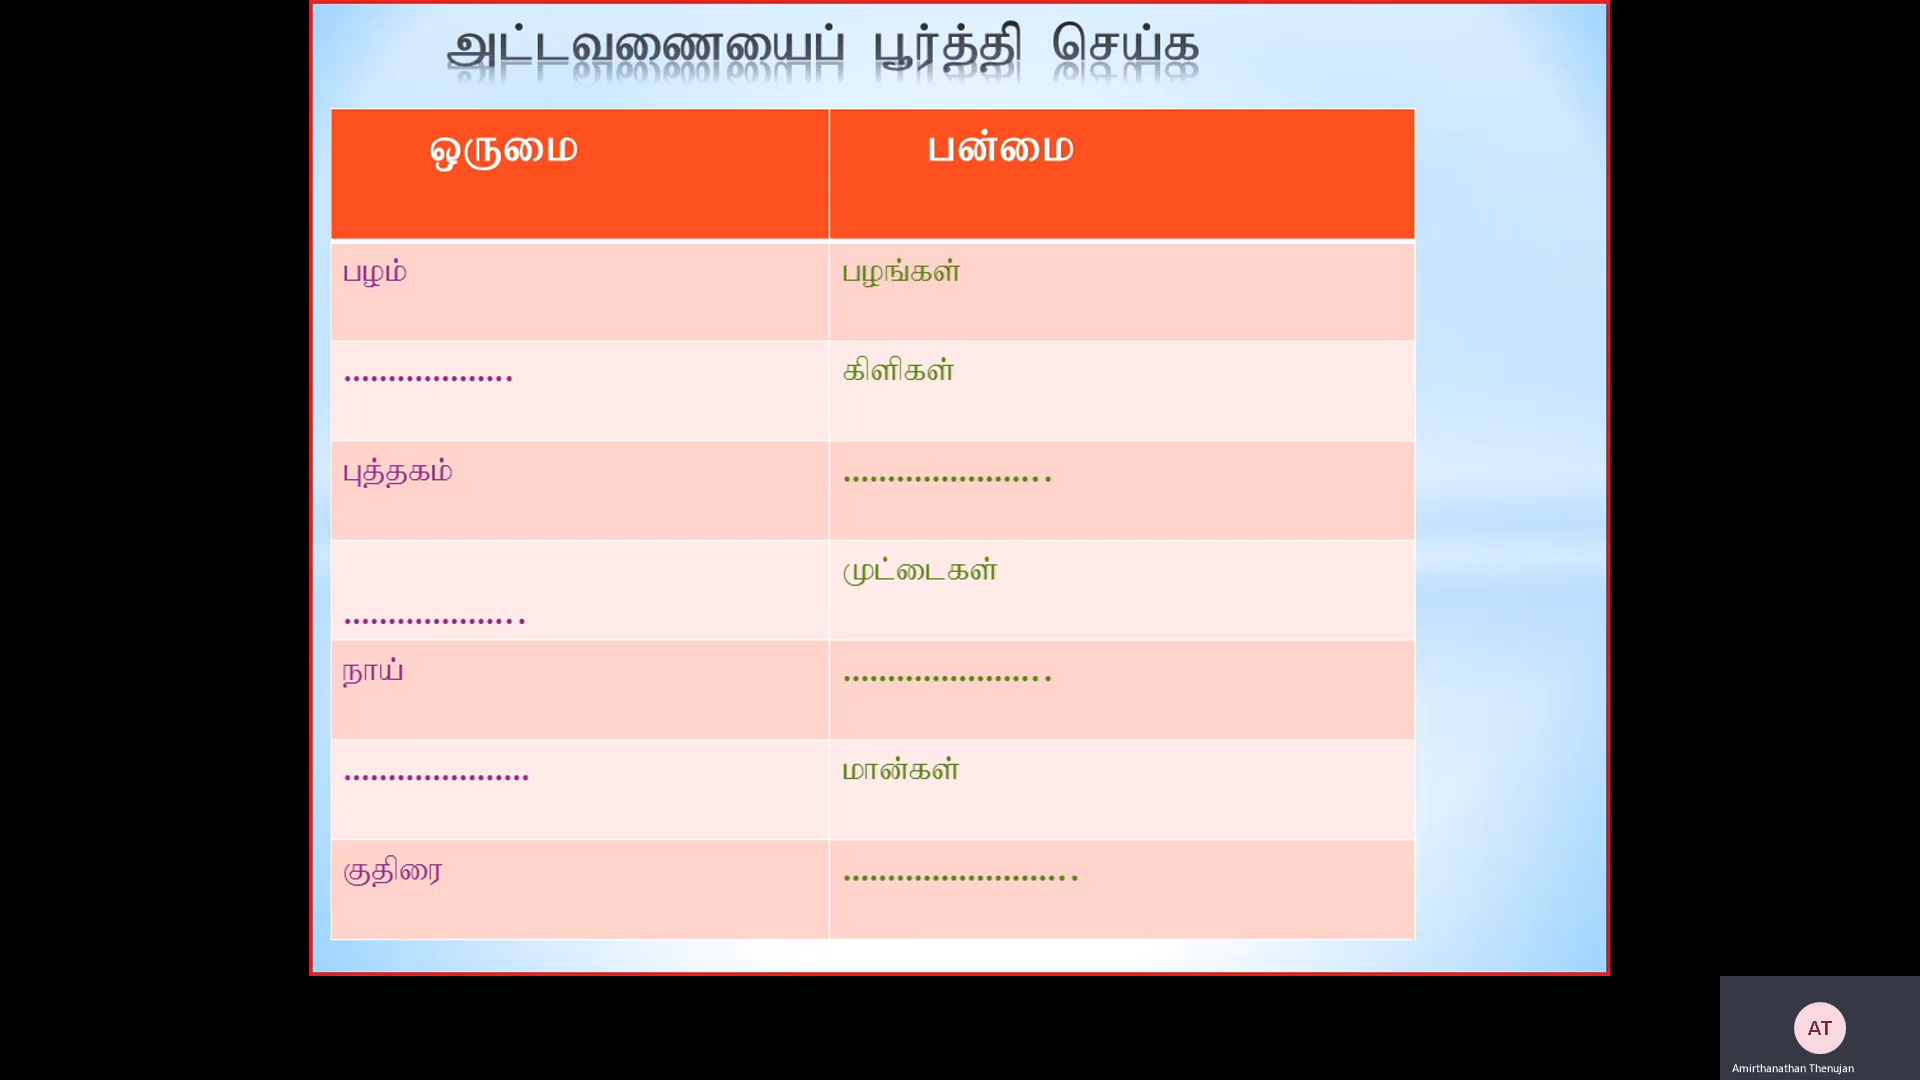 அட்டவணையைப் பூர்த்தி செய்க
ஒருமை பன்மை
பழம் பழங்கள்
................... கிளிகள்
புத்தகம் ........................
முட்டைகள்
.....................
நாய் ........................
..................... மான்கள்
குதிரை ...........................
AT
Amirthanathan Thenujan